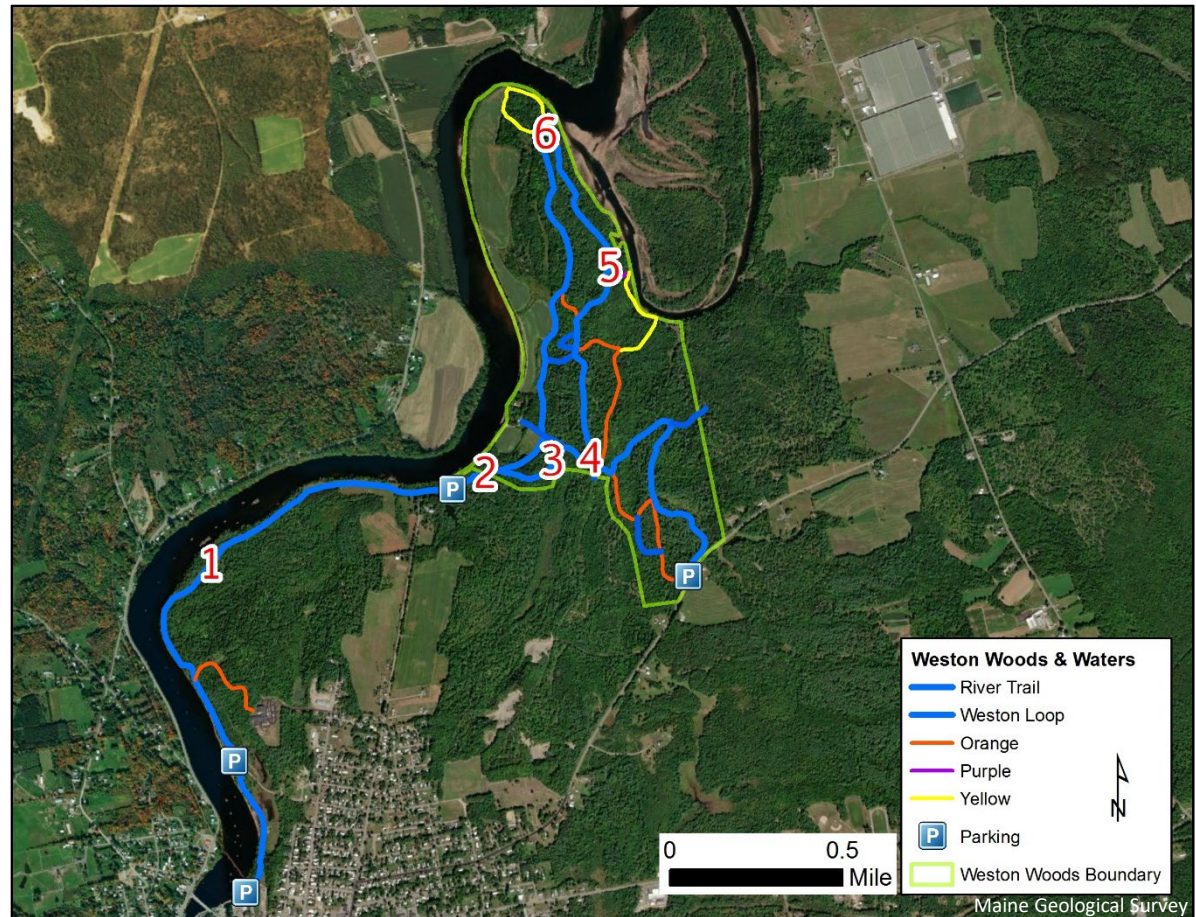 6
5
3
4
2
P
1
P
P
P
Weston Woods & Waters
River Trail
Weston Loop
Orange
Purple
Yellow
N
P Parking
Weston Woods Boundary
0 0.5
Mile
Maine Geological Survey